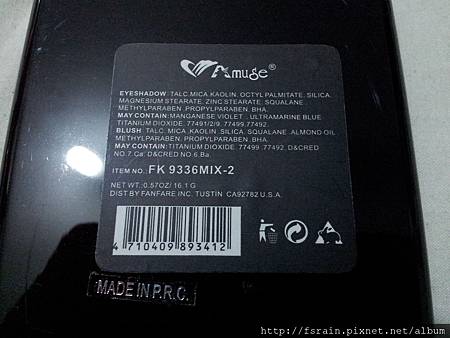 Amuse®
EYESHADOW: TALC.MICA.KAOLIN. OCTYL PALMITATE. SILICA.
MAGNESIUM STEARATE. ZINC STEARATE. SQUALANE.
METHYLPARABEN .PROPYLPARABEN. BHA.
MAY CONTAIN:MANGANESE VIOLET . ULTRAMARINE BLUE
TITANIUM DIOXIDE. 77491/2/9. 77499.77492.
BLUSH: TALC. MICA .KAOLIN .SILICA. SQUALANE .ALMOND OIL
METHYLPARABEN .PROPYLPARABEN. BHA.
MAY CONTAIN:TITANIUM DIOXIDE. 77499 .77492. D&CRED
NO.7.Ca. D&CRED NO.6.Ba.
ITEM NO. FK 9336MIX-2
NET WT.:0.57OZ/ 16.1 G
DIST BY FANFARE INC. TUSTIN CA92782 U.S.A.
4 710409 893412
MADE IN P.R.C.
http://fsrain.pixnet.net/album